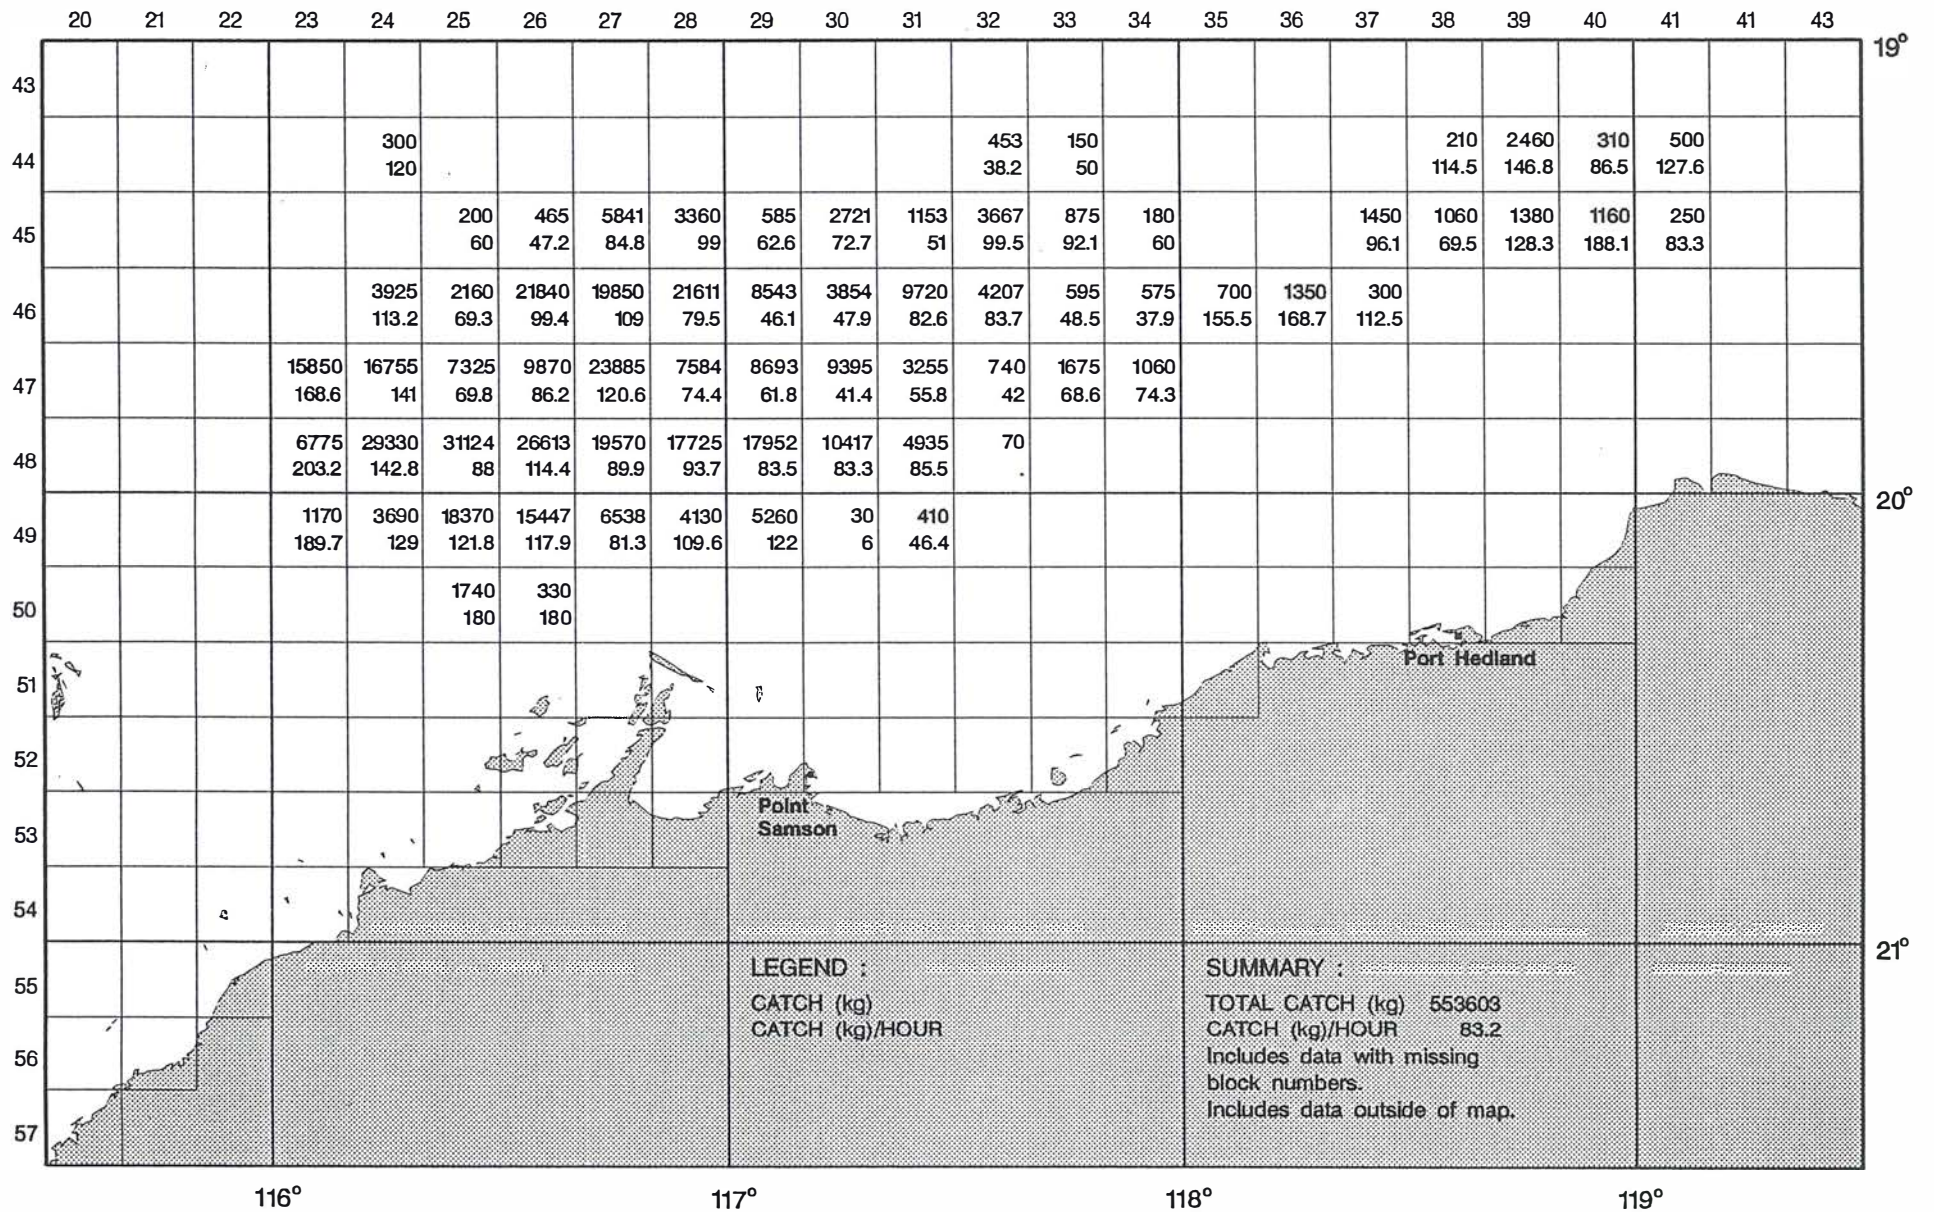 20 21 22 23 24 25 26 27 28 29 30 31 32 33 34 35 36 37 38 39 40 41 41 43
19°
43
300 453 150 210 2460 310 500
44
120 38.2 50 114.5 146.8 86.5 127.6
200 465 5841 3360 585 2721 1153 3667 875 180 1450 1060 1380 1160 250
45
60 47.2 84.8 99 62.6 72.7 51 99.5 92.1 60 96.1 69.5 128.3 188.1 83.3
3925 2160 21840 19850 21611 8543 3854 9720 4207 595 575 700 1350 300
46
113.2 69.3 99.4 109 79.5 46.1 47.9 82.6 83.7 48.5 37.9 155.5 168.7 112.5
15850 16755 7325 9870 23885 7584 8693 9395 3255 740 1675 1060
47
168.6 141 69.8 86.2 120.6 74.4 61.8 41.4 55.8 42 68.6 74.3
6775 29330 31124 26613 19570 17725 17952 10417 4935 70
48
203.2 142.8 88 114.4 89.9 93.7 83.5 83.3 85.5 .
20°
1170 3690 18370 15447 6538 4130 5260 30 410
49
189.7 129 121.8 117.9 81.3 109.6 122 6 46.4
1740 330
50
180 180
Port Hedland
51
52
Point
Samson
53
54
21°
LEGEND :
CATCH (kg)
CATCH (kg)/HOUR
SUMMARY :
TOTAL CATCH (kg) 553603
CATCH (kg)/HOUR 83.2
Includes data with missing
block numbers.
Includes data outside of map.
55
56
57
116° 117° 118° 119°